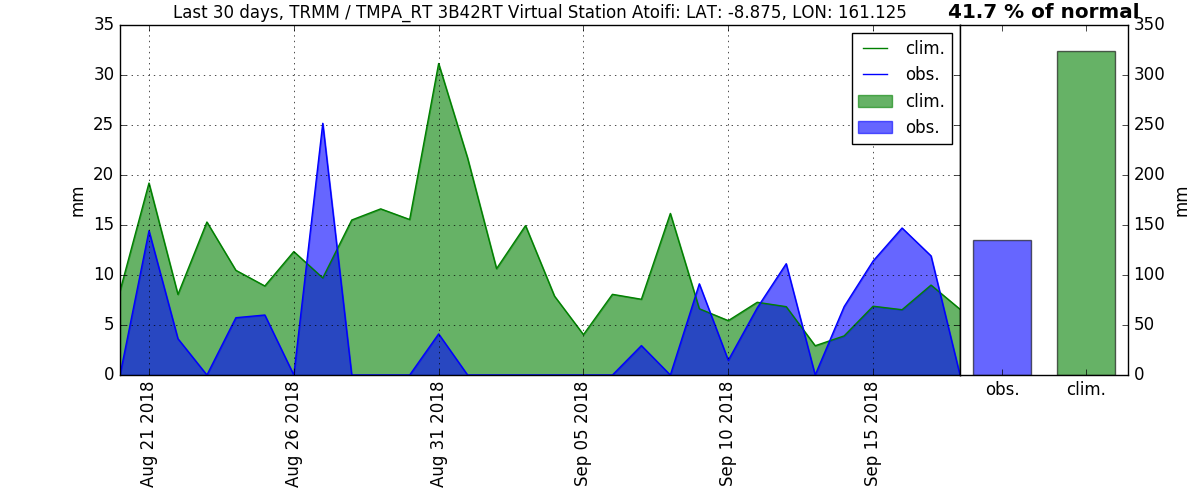 Last 30 days, TRMM / TMPA_RT 3B42RT Virtual Station Atoifi: LAT: -8.875, LON: 161.125
41.7 % of normal
35
30
25
20
15
10
5
0
mm
clim.
obs.
clim.
obs.
350
300
250
200
150
100
50
0
mm
Aug 21 2018
Aug 26 2018
Aug 31 2018
Sep 05 2018
Sep 10 2018
Sep 15 2018
obs.
clim.